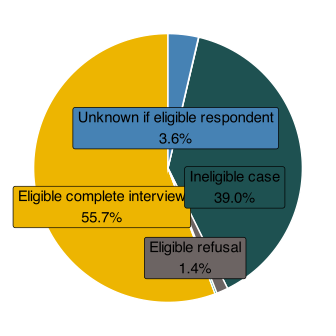 Unknown if eligible respondent
3.6%
Ineligible case
39.0%
Eligible complete interview
55.7%
Eligible refusal
1.4%